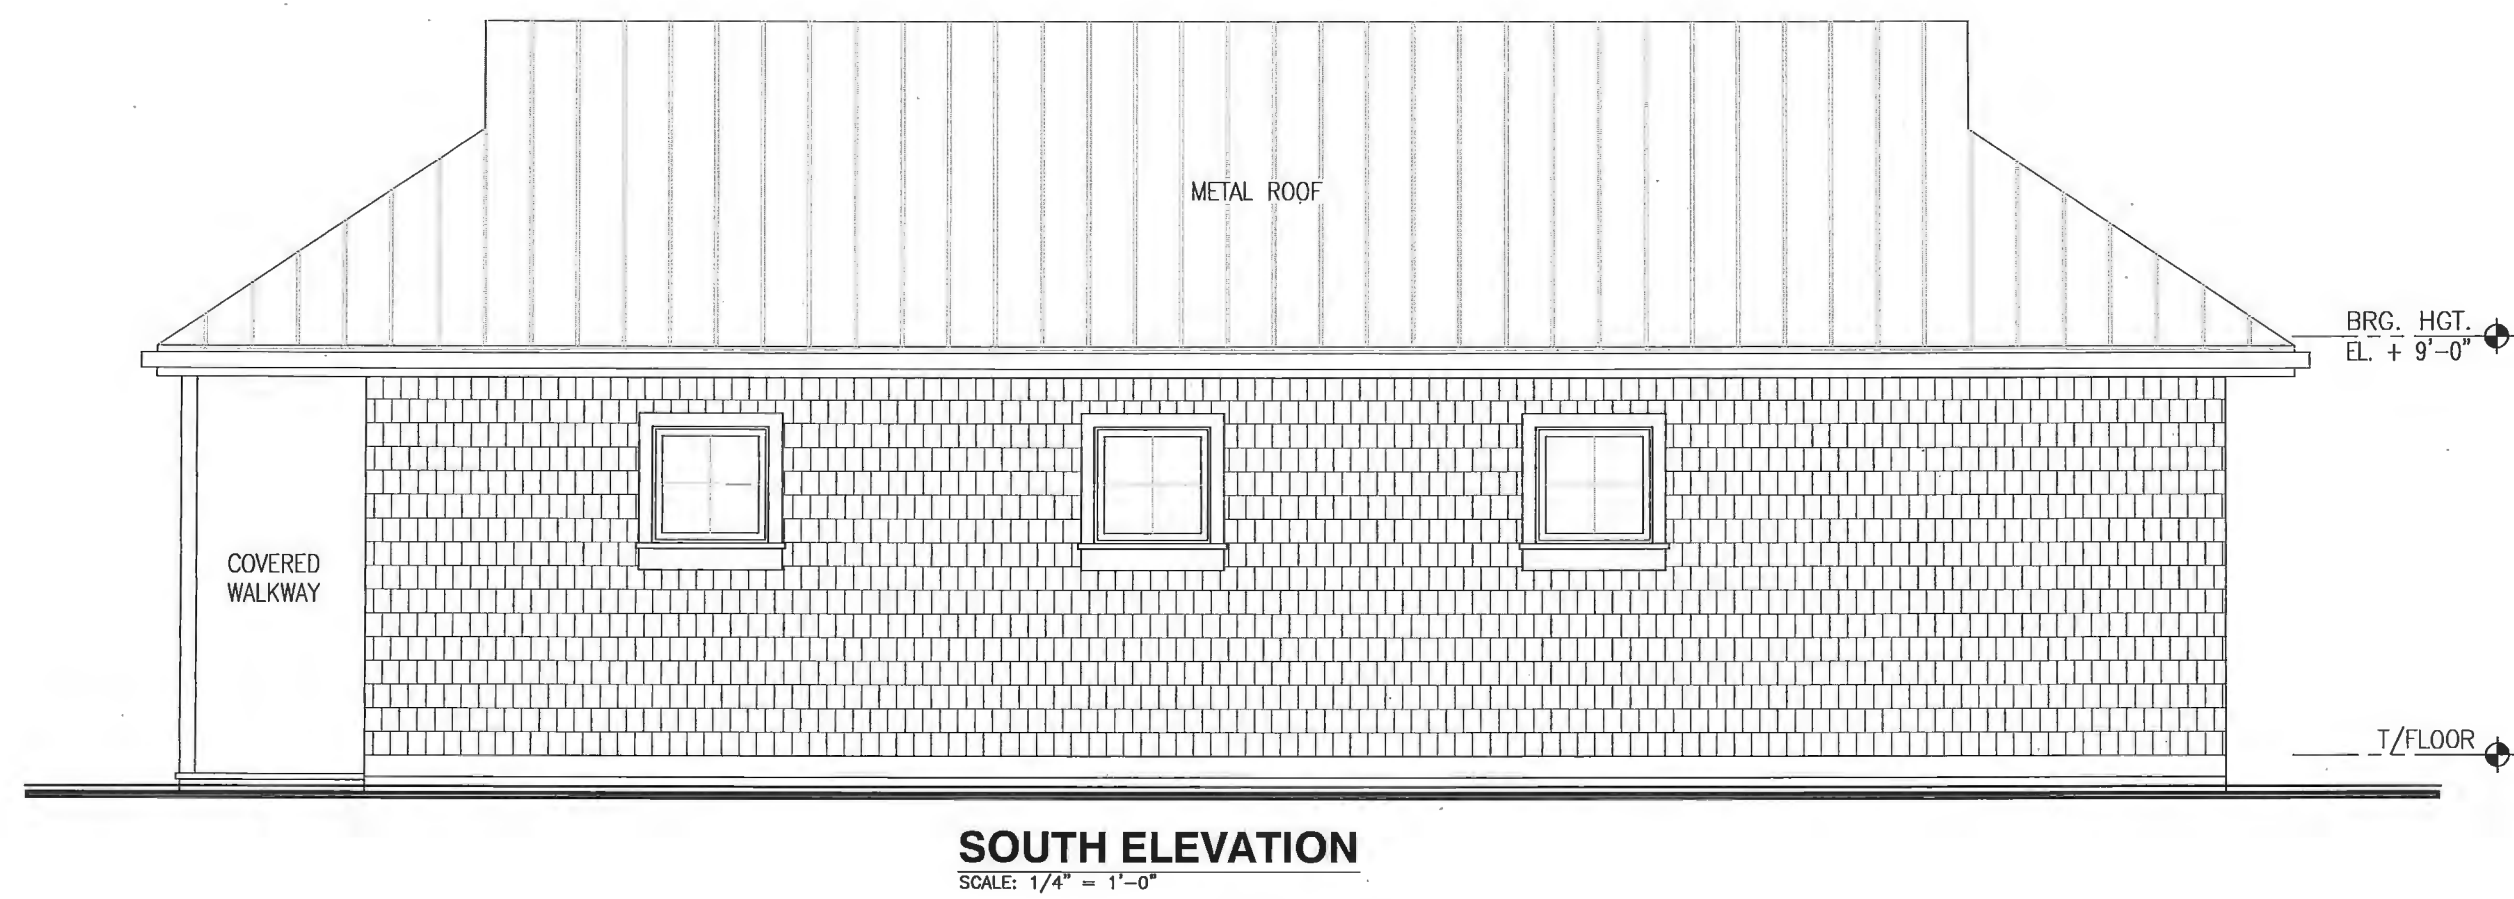 METAL ROOF
BRG. HGT.
EL. + 9'-0"
COVERED
WALKWAY
T/FLOOR
SOUTH ELEVATION
SCALE: 1/4" = 1'-0"